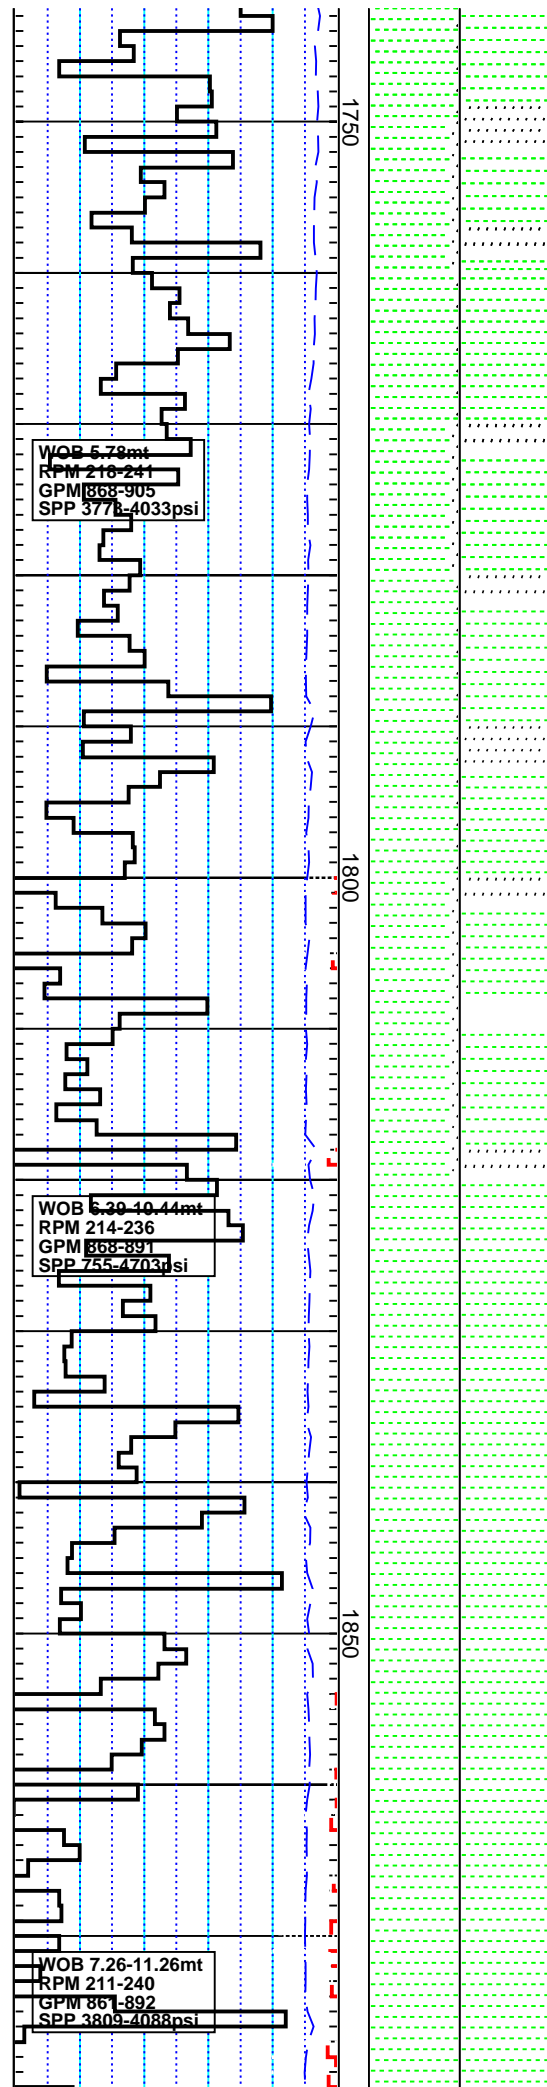 1750
WOB 5.78mt
RPM 218-241
GPM 868-905
SPP 3773-4033psi
1800
WOB 6.39-10.44mt
RPM 214-236
GPM 868-891
SPP 755-4703psi
1850
WOB 7.26-11.26mt
RPM 211-240
GPM 861-892
SPP 3809-4088psi